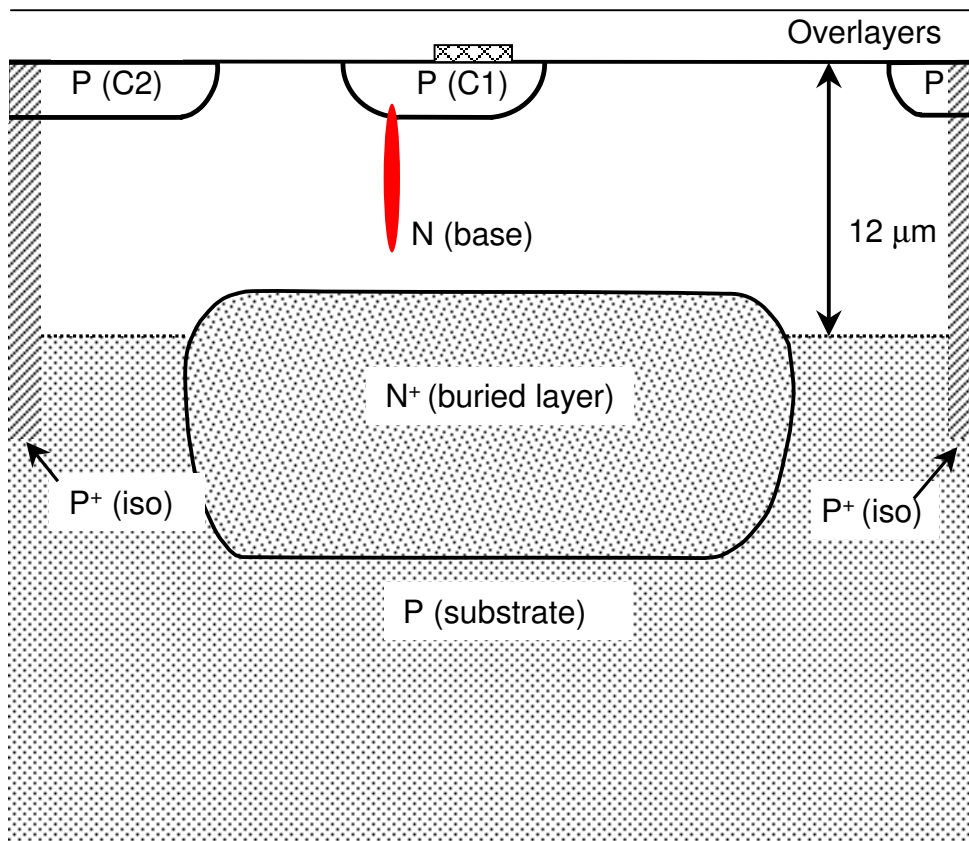 Overlayers
P (C2)
P (C1)
P
N (base)
12 μm
N+ (buried layer)
P+ (iso)
P+ (iso)
P (substrate)